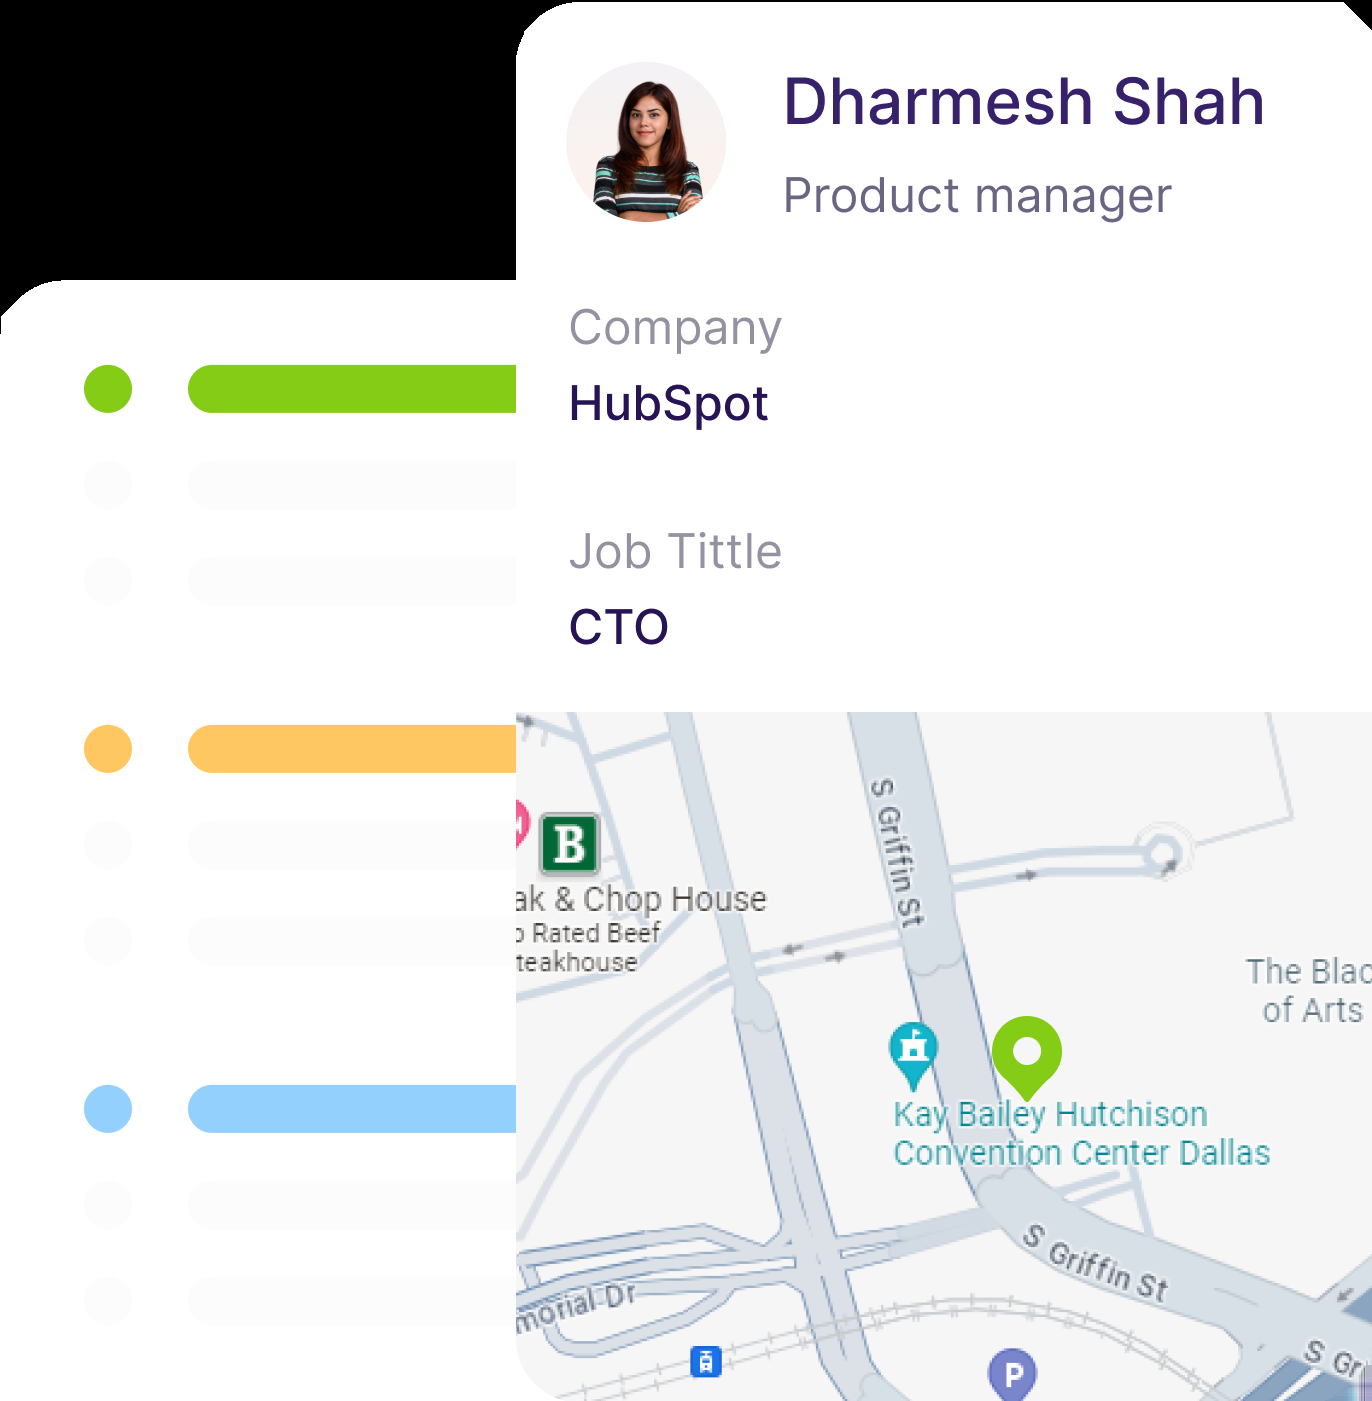 Dharmesh Shah
Product manager
Company
HubSpot
Job Tittle
CTO
S Griffin St
B
ak & Chop House
o Rated Beef
teakhouse
The Blac
of Arts
Kay Bailey Hutchison
Convention Center Dallas
S Griffin St
morial Dr
S Gr
P